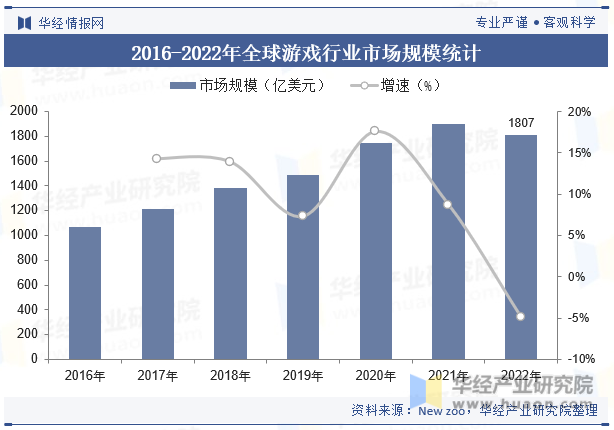 华经情报网
专业严谨 ● 客观科学
2016-2022年全球游戏行业市场规模统计
市场规模（亿美元） 增速（%）
2000 20%
1800 15%
1600 10%
1400 5%
1200 0%
1000 -5%
800 -10%
600
400
200
0
1807
2016年 2017年 2018年 2019年 2020年 2021年 2022年
华经产业研究院
www.huaon.com
资料来源：Newzoo，华经产业研究院整理